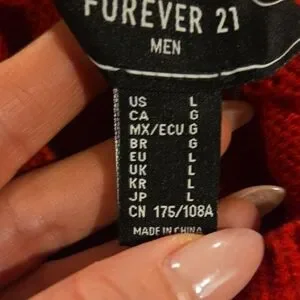 FOREVER 21
MEN
US L
CA G
MX/ECU G
BR G
EU L
UK L
KR L
JP L
CN 175/108A
MADE IN CHINA